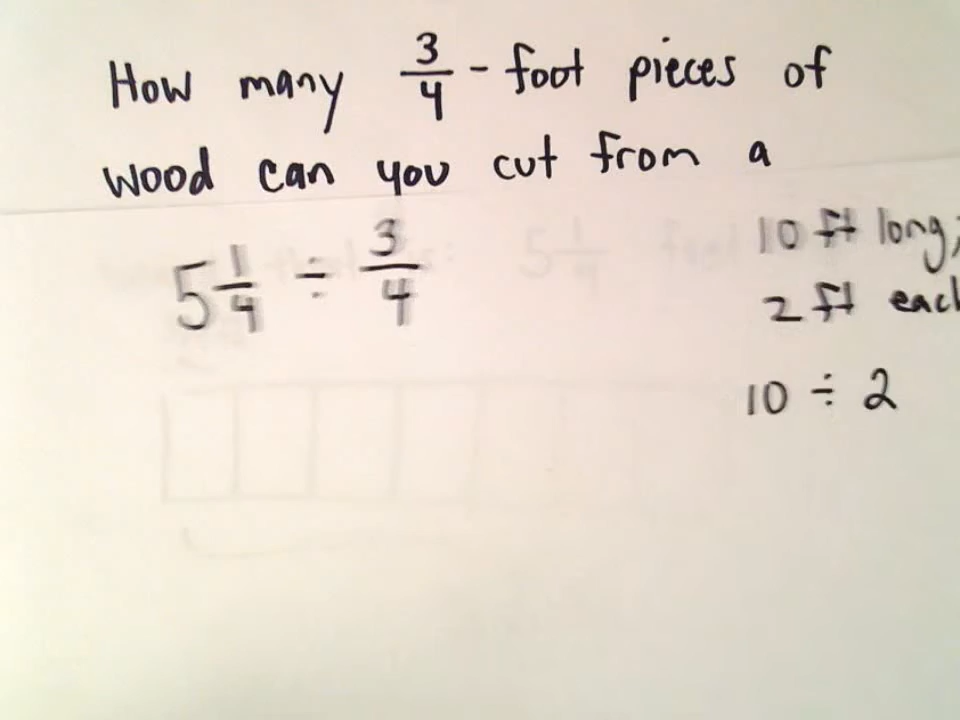 How many 3/4 - foot pieces of
wood can you cut from a
5 1/4 ÷ 3/4
10 ft long,
2 ft each
10 ÷ 2